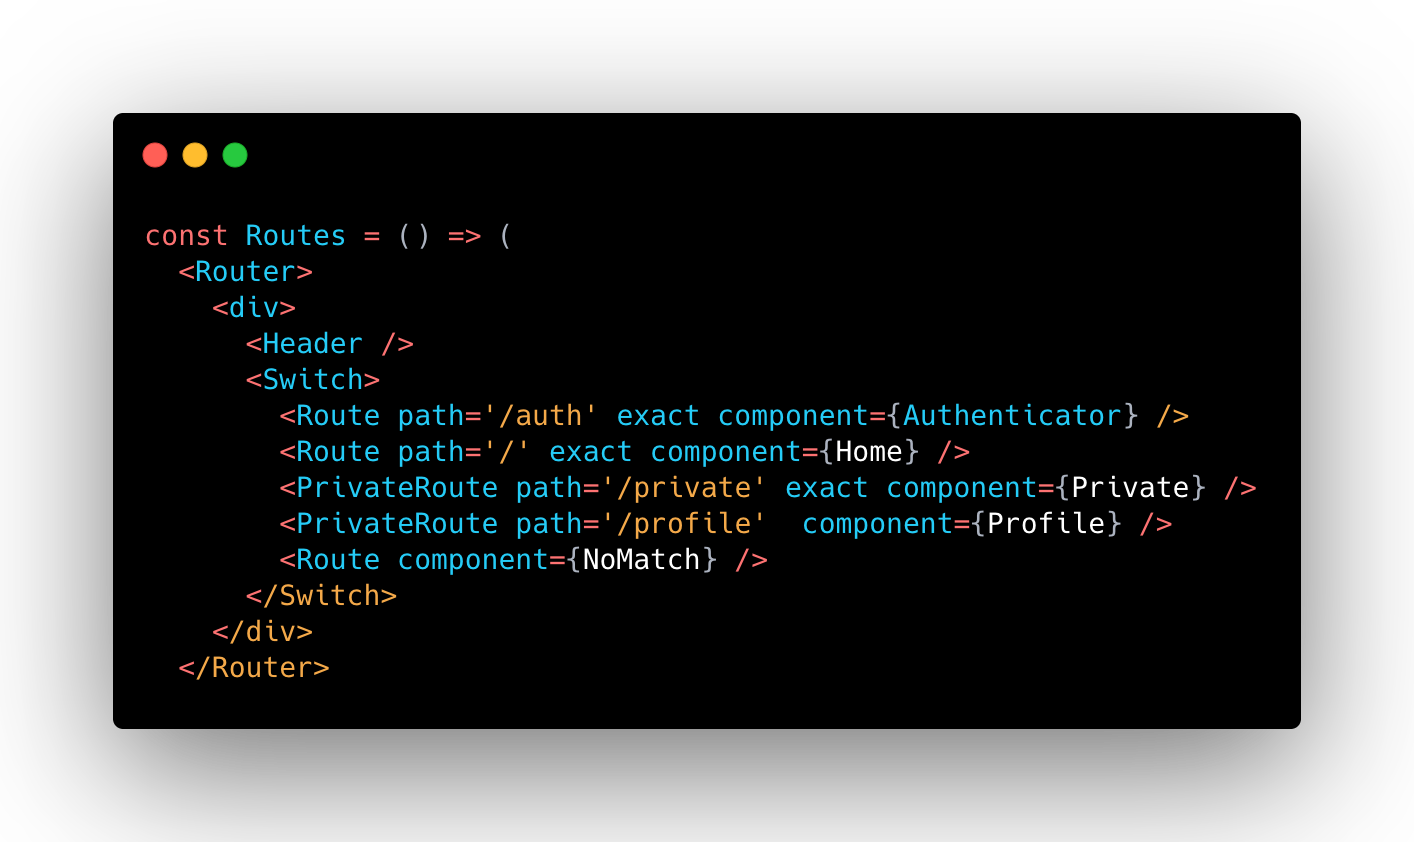 const Routes = () => (
  <Router>
    <div>
      <Header />
      <Switch>
        <Route path='/auth' exact component={Authenticator} />
        <Route path='/' exact component={Home} />
        <PrivateRoute path='/private' exact component={Private} />
        <PrivateRoute path='/profile'  component={Profile} />
        <Route component={NoMatch} />
      </Switch>
    </div>
  </Router>